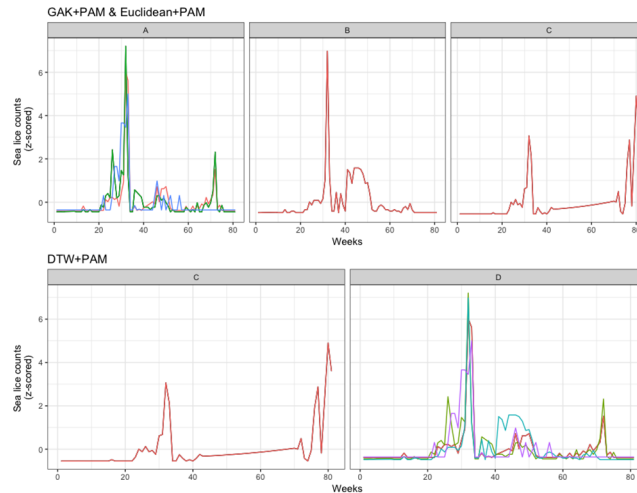 GAK+PAM & Euclidean+PAM
A B C
Sea lice counts
(z-scored)
6
4
2
0
0 20 40 60 80 0 20 40 60 80 0 20 40 60 80
Weeks
DTW+PAM
C D
Sea lice counts
(z-scored)
6
4
2
0
0 20 40 60 80 0 20 40 60 80
Weeks